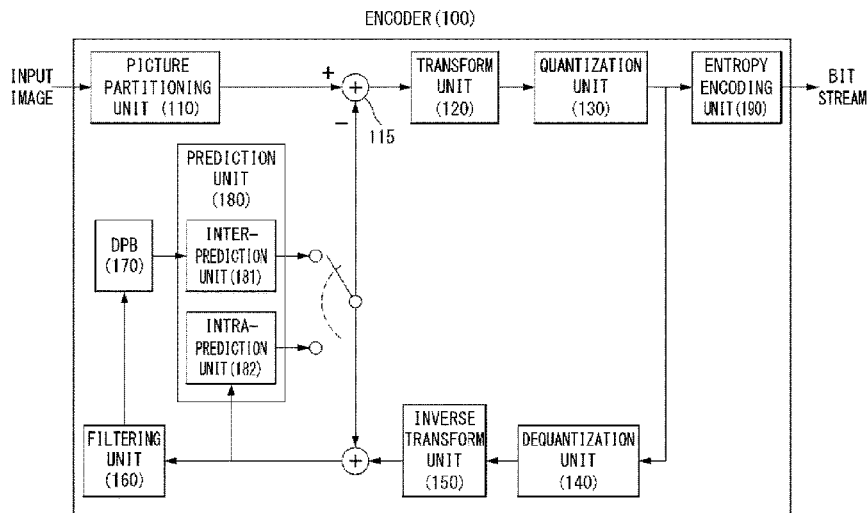 ENCODER(100)
INPUT
IMAGE
PICTURE
PARTITIONING
UNIT (110)
+
−
115
TRANSFORM
UNIT
(120)
QUANTIZATION
UNIT
(130)
ENTROPY
ENCODING
UNIT(190)
BIT
STREAM
PREDICTION
UNIT
(180)
DPB
(170)
INTER-
PREDICTION
UNIT(181)
INTRA-
PREDICTION
UNIT(182)
FILTERING
UNIT
(160)
+
INVERSE
TRANSFORM
UNIT
(150)
DEQUANTIZATION
UNIT
(140)